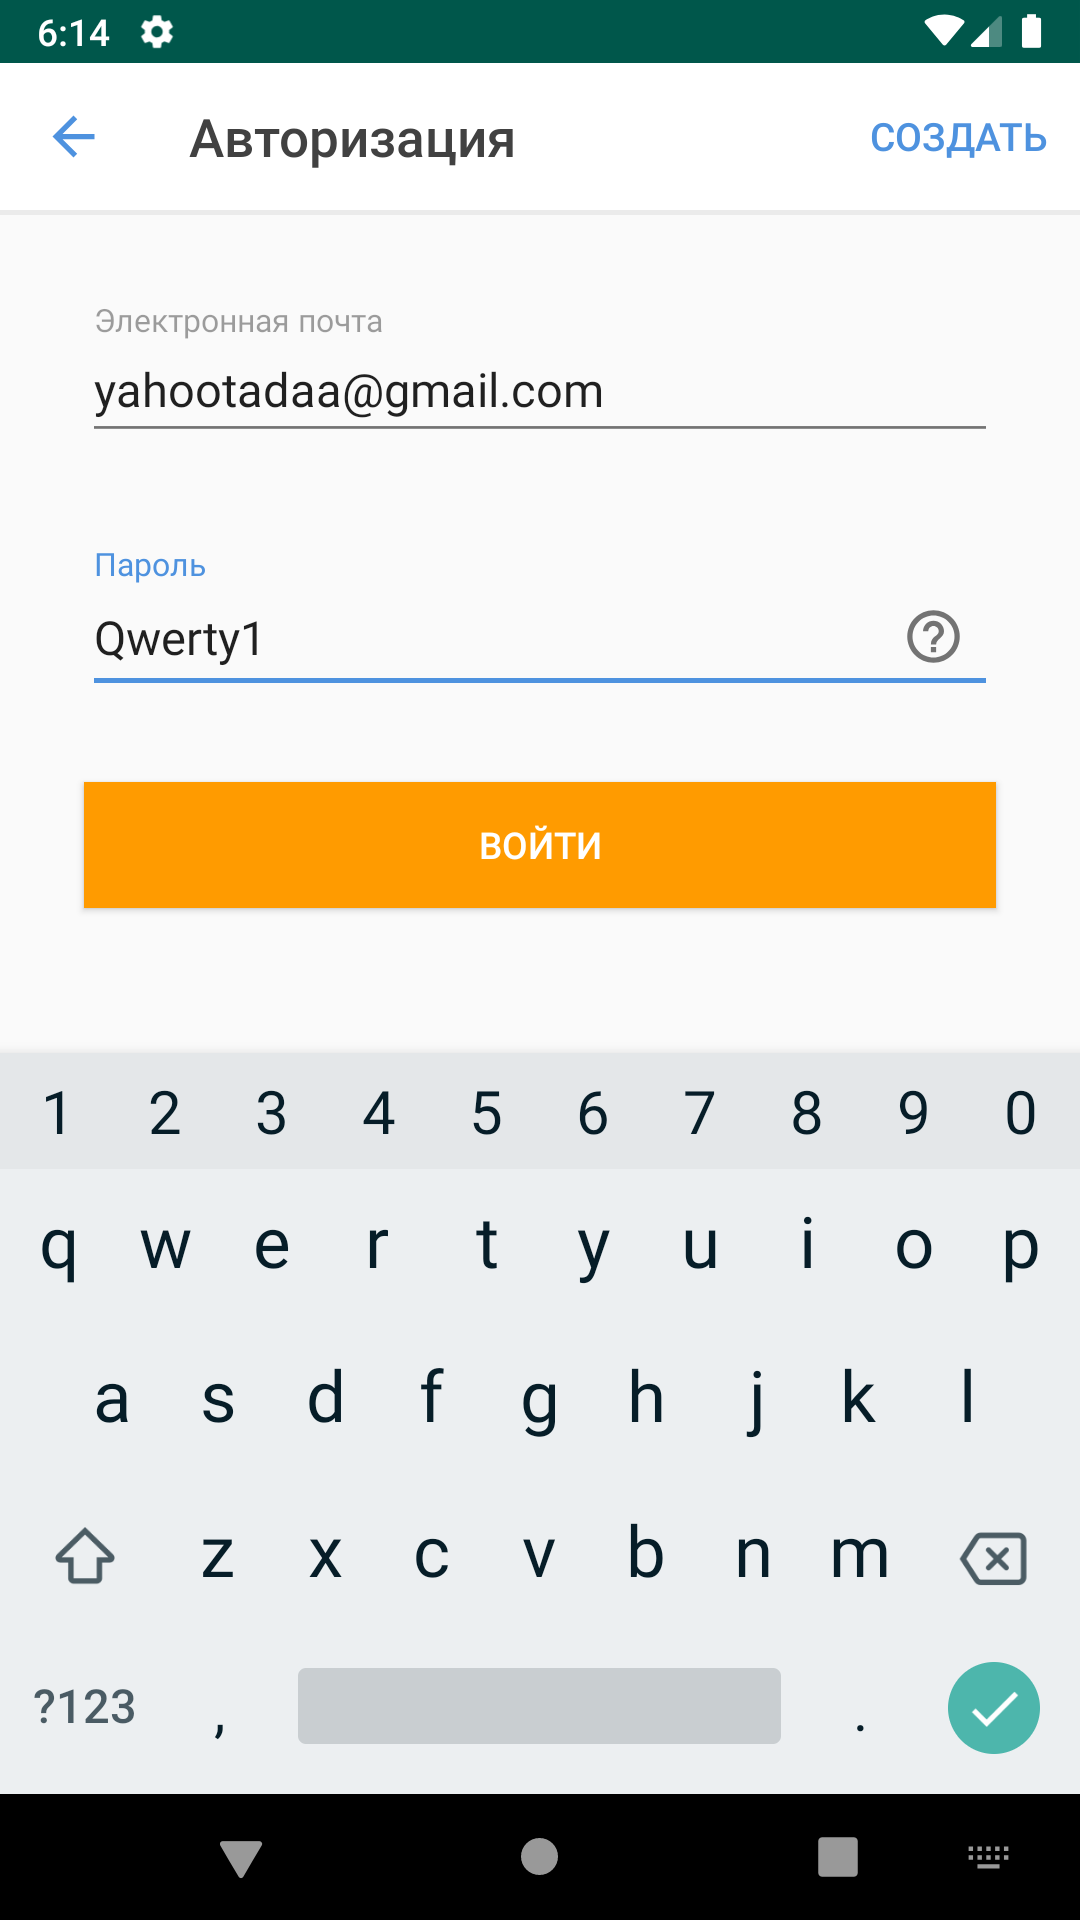 6:14
Авторизация СОЗДАТЬ
Электронная почта
yahootadaa@gmail.com
Пароль
Qwerty1
ВОЙТИ
1 2 3 4 5 6 7 8 9 0
q w e r t y u i o p
a s d f g h j k l
z x c v b n m
?123 , .